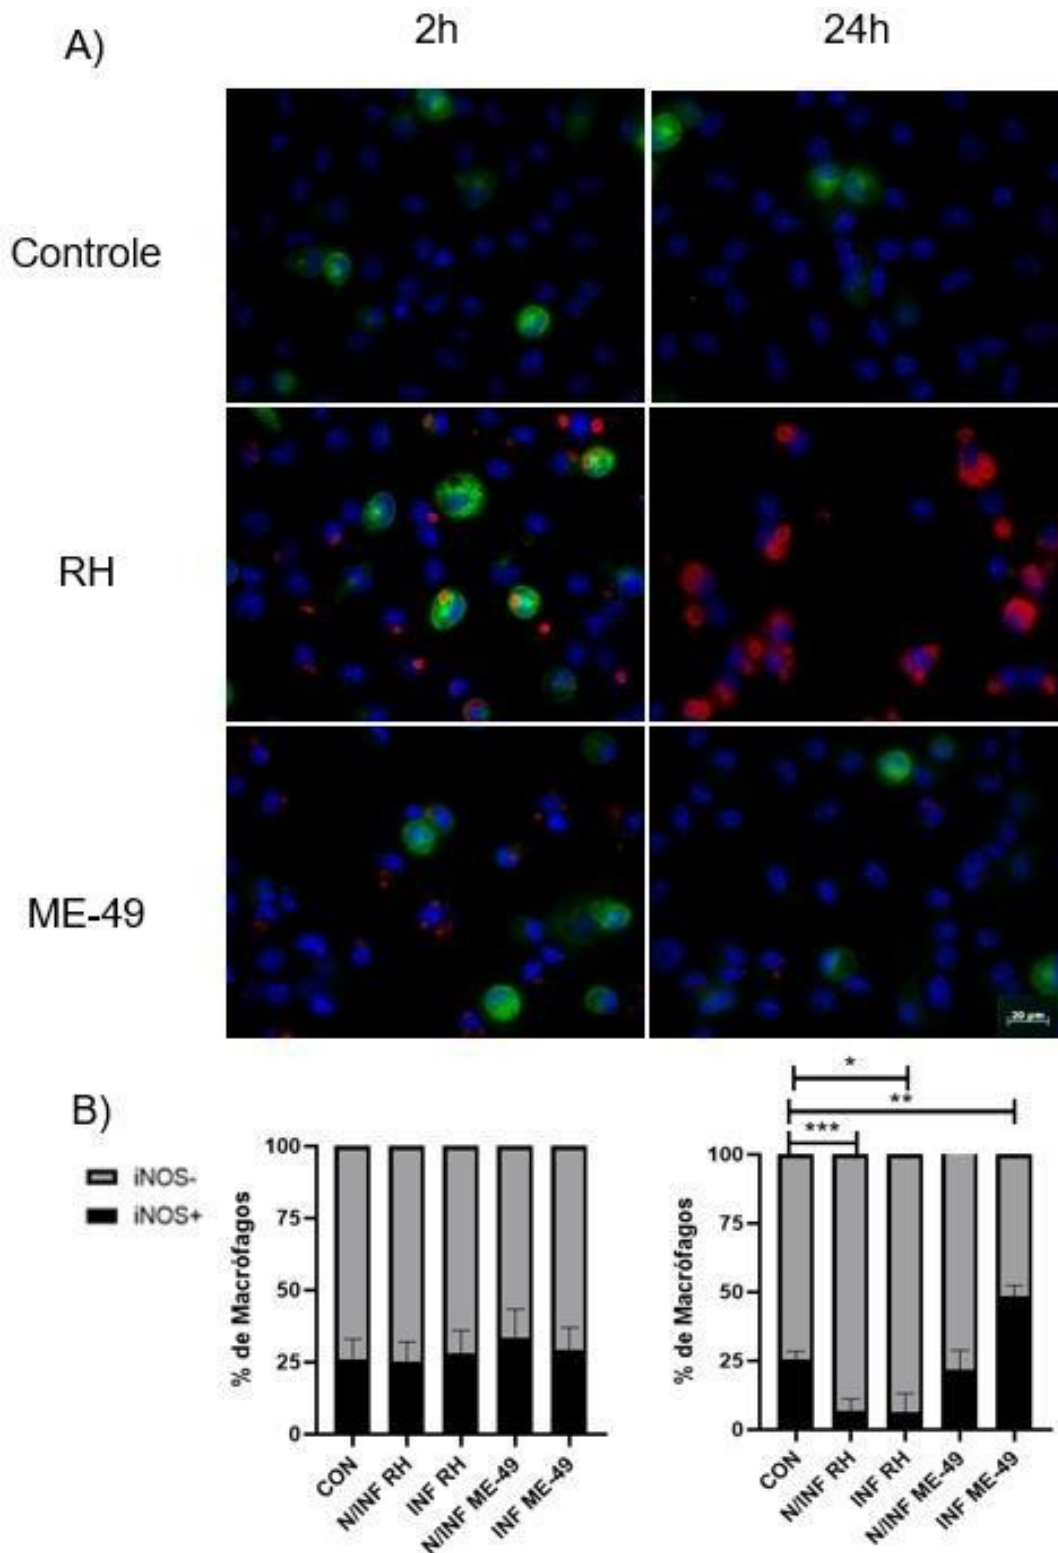 A)
2h
24h
Controle
RH
ME-49
20 µm
B)
iNOS-
iNOS+
% de Macrófagos
100
75
50
25
0
CON
N/INF RH
INF RH
N/INF ME-49
INF ME-49
*
**
***
% de Macrófagos
100
75
50
25
0
CON
N/INF RH
INF RH
N/INF ME-49
INF ME-49